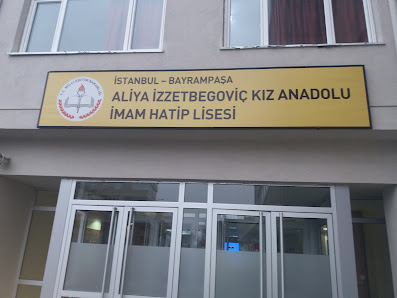 İSTANBUL – BAYRAMPAŞA
ALİYA İZZETBEGOVİÇ KIZ ANADOLU
İMAM HATİP LİSESİ